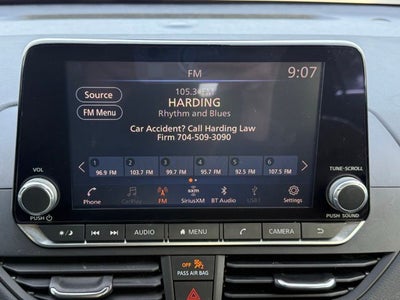 FM
9:07
Source
105.3-FM
HARDING
FM Menu
Rhythm and Blues
Car Accident? Call Harding Law
Firm 704-509-3090
1 2 3 4 5 6
96.9 FM 103.7 FM 99.7 FM 95.7 FM 92.5 FM 107.5 FM
Phone CarPlay FM SiriusXM BT Audio USB1 Settings
VOL
PUSH
TUNE•SCROLL
PUSH SOUND
AUDIO MENU CAMERA
OFF
PASS AIR BAG